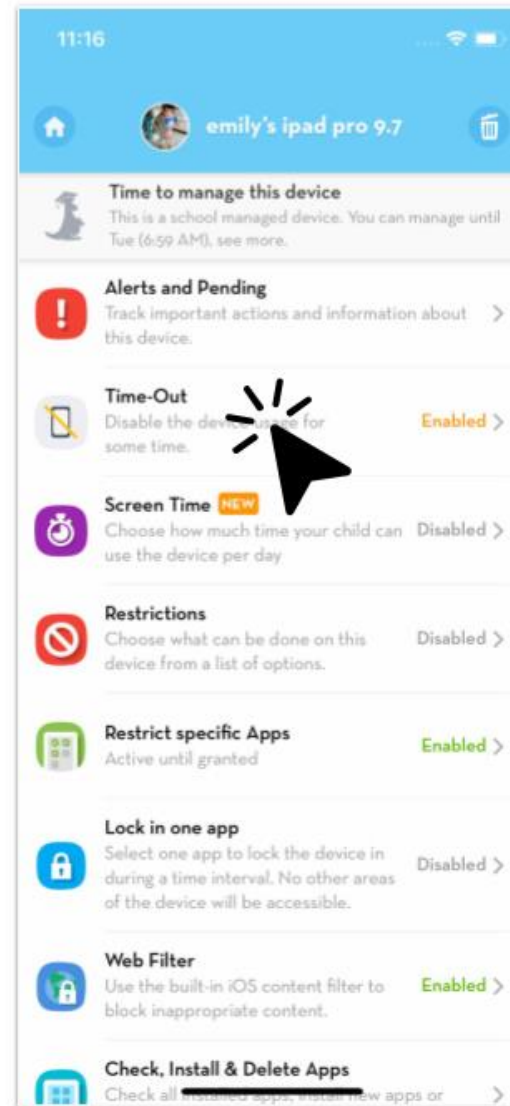 11:16
emily's ipad pro 9.7
Time to manage this device
This is a school managed device. You can manage until
Tue (6:59 AM), see more.
Alerts and Pending
Track important actions and information about
this device.
Time-Out
Disable the device usage for
some time.
Enabled
Screen Time NEW
Choose how much time your child can
use the device per day
Disabled
Restrictions
Choose what can be done on this
device from a list of options.
Disabled
Restrict specific Apps
Active until granted
Enabled
Lock in one app
Select one app to lock the device in
during a time interval. No other areas
of the device will be accessible.
Disabled
Web Filter
Use the built-in iOS content filter to
block inappropriate content.
Enabled
Check, Install & Delete Apps
Check all installed apps, install new apps or